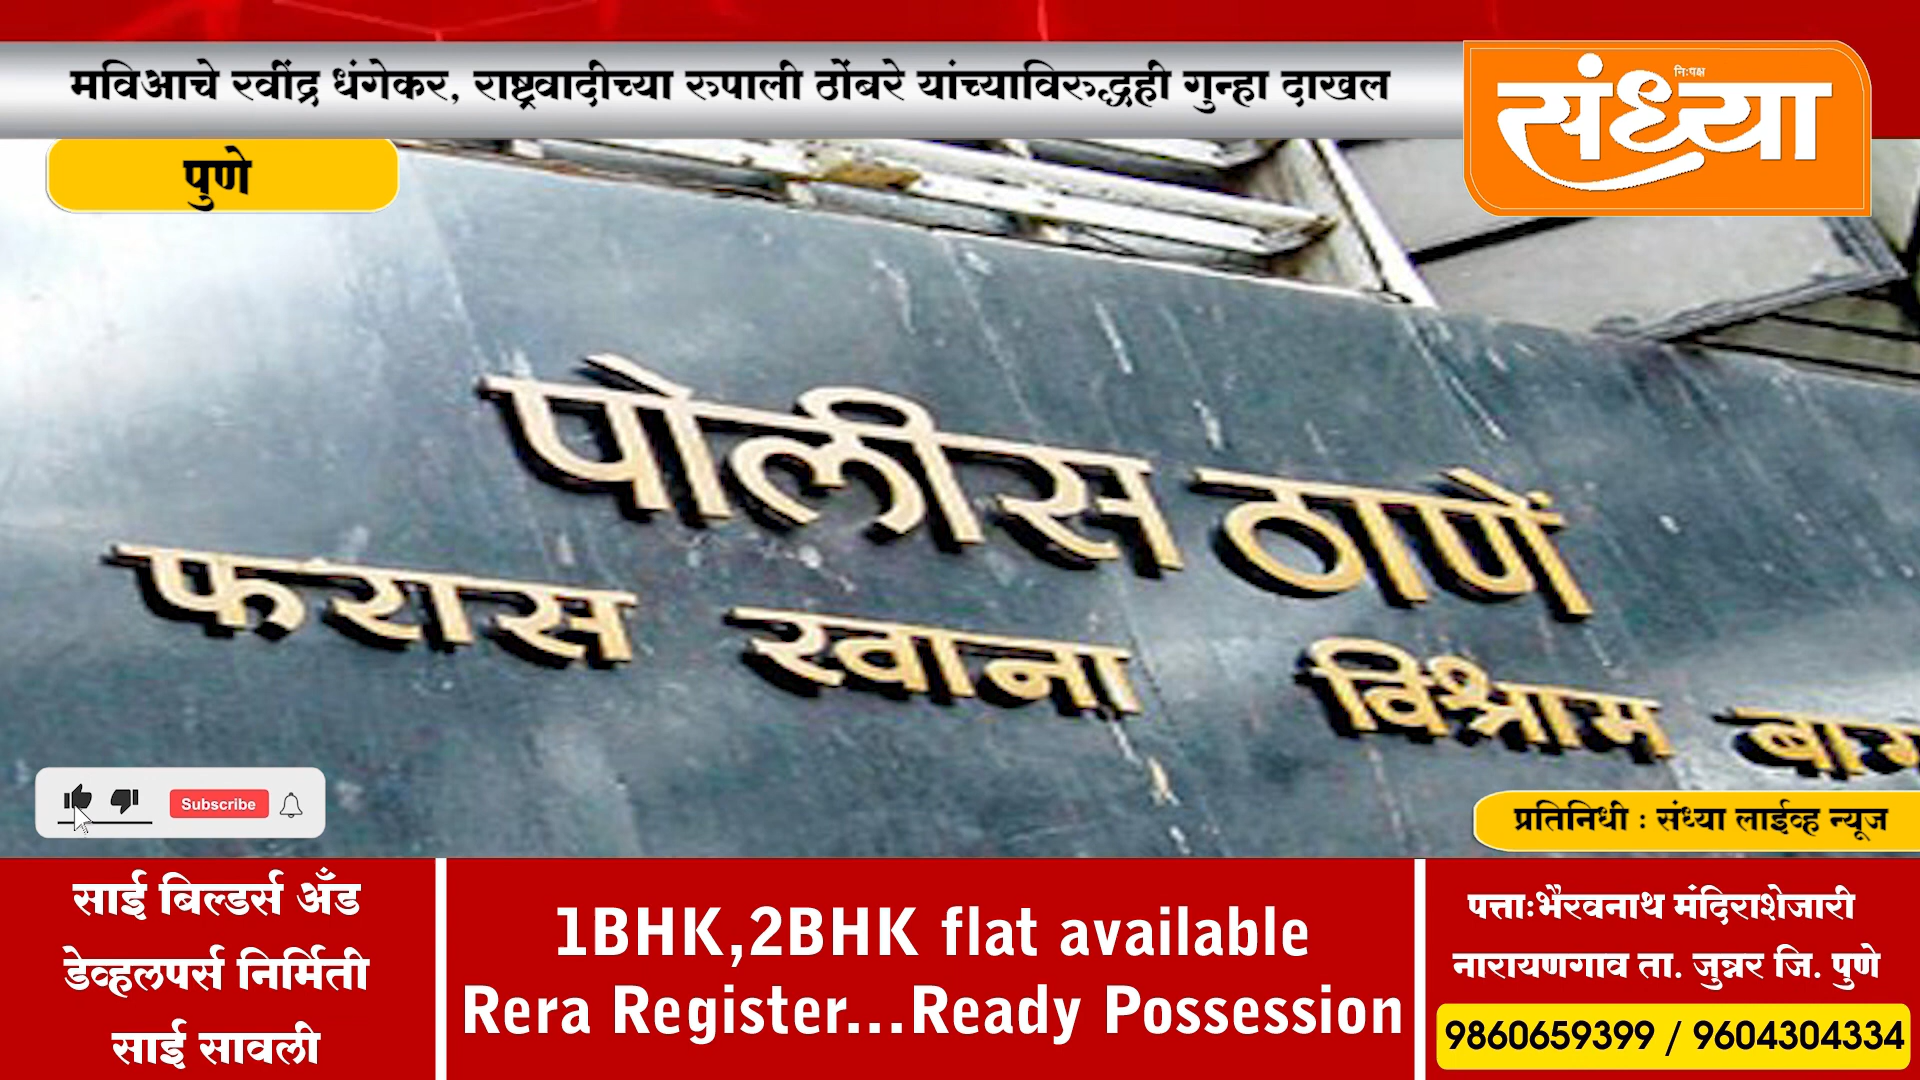 मविआचे रवींद्र धंगेकर, राष्ट्रवादीच्या रुपाली ठोंबरे यांच्याविरुद्धही गुन्हा दाखल
नि:पक्ष
संध्या
पुणे
पोलीस ठाणें
फरास खाना विश्राम बाग
Subscribe
प्रतिनिधी : संध्या लाईव्ह न्यूज
साई बिल्डर्स अँड
डेव्हलपर्स निर्मिती
साई सावली
1BHK,2BHK flat available
Rera Register...Ready Possession
पत्ताःभैरवनाथ मंदिराशेजारी
नारायणगाव ता. जुन्नर जि. पुणे
9860659399 / 9604304334